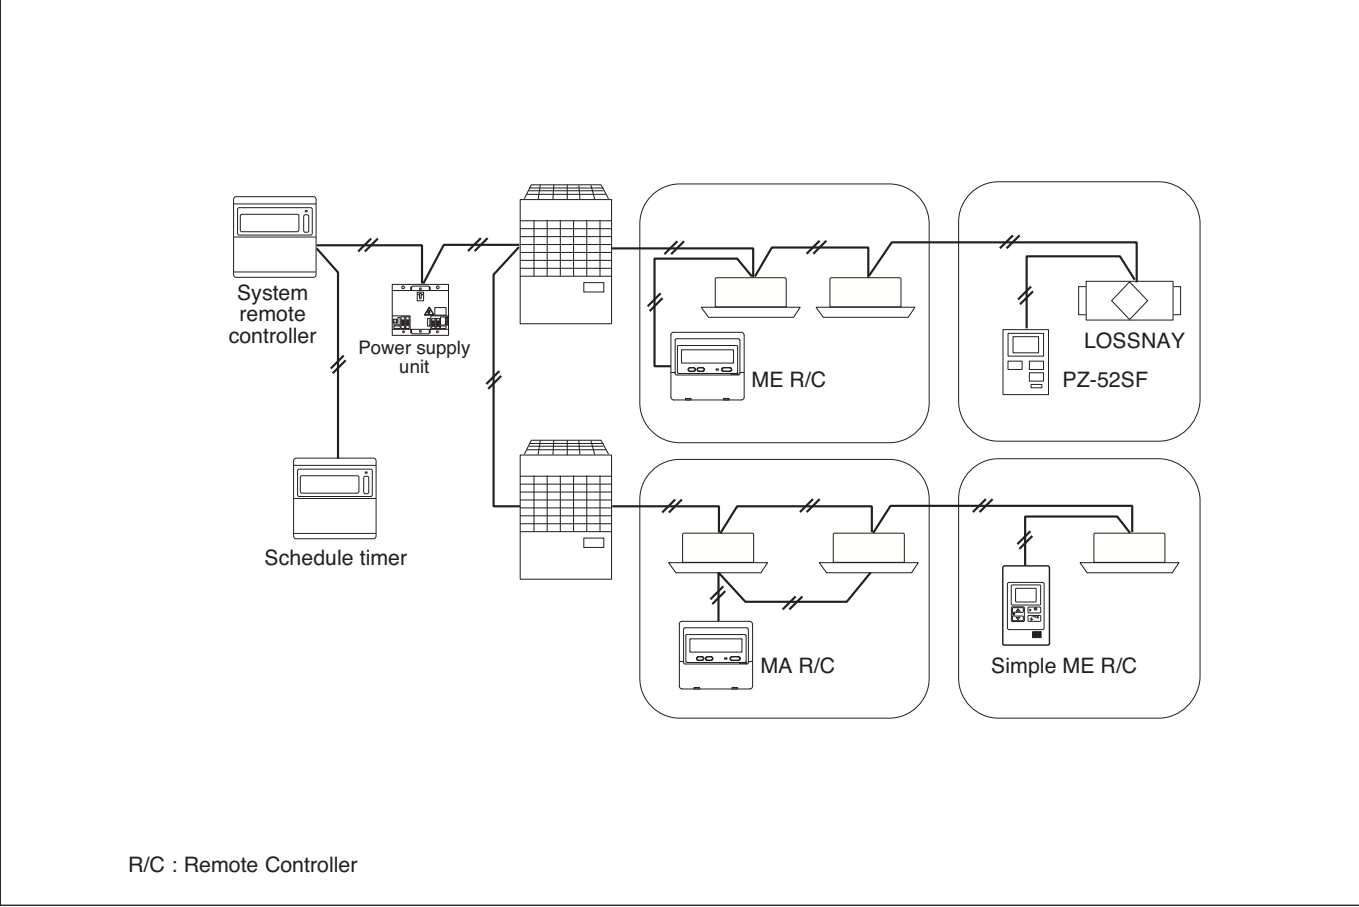 System
remote
controller
Power supply
unit
ME R/C
LOSSNAY
PZ-52SF
Schedule timer
MA R/C
Simple ME R/C
R/C : Remote Controller